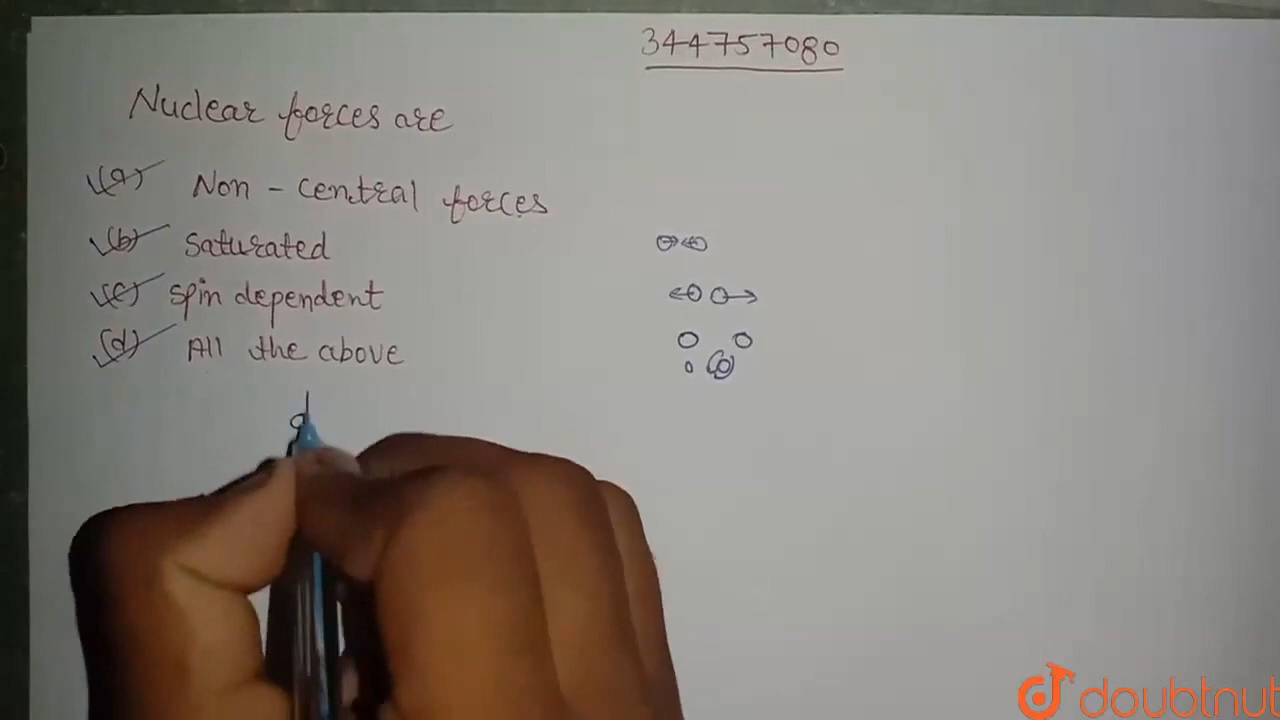 344757080
Nuclear forces are
(a) Non-central forces
(b) Saturated
(c) Spin dependent
(d) All the above
doubtnut